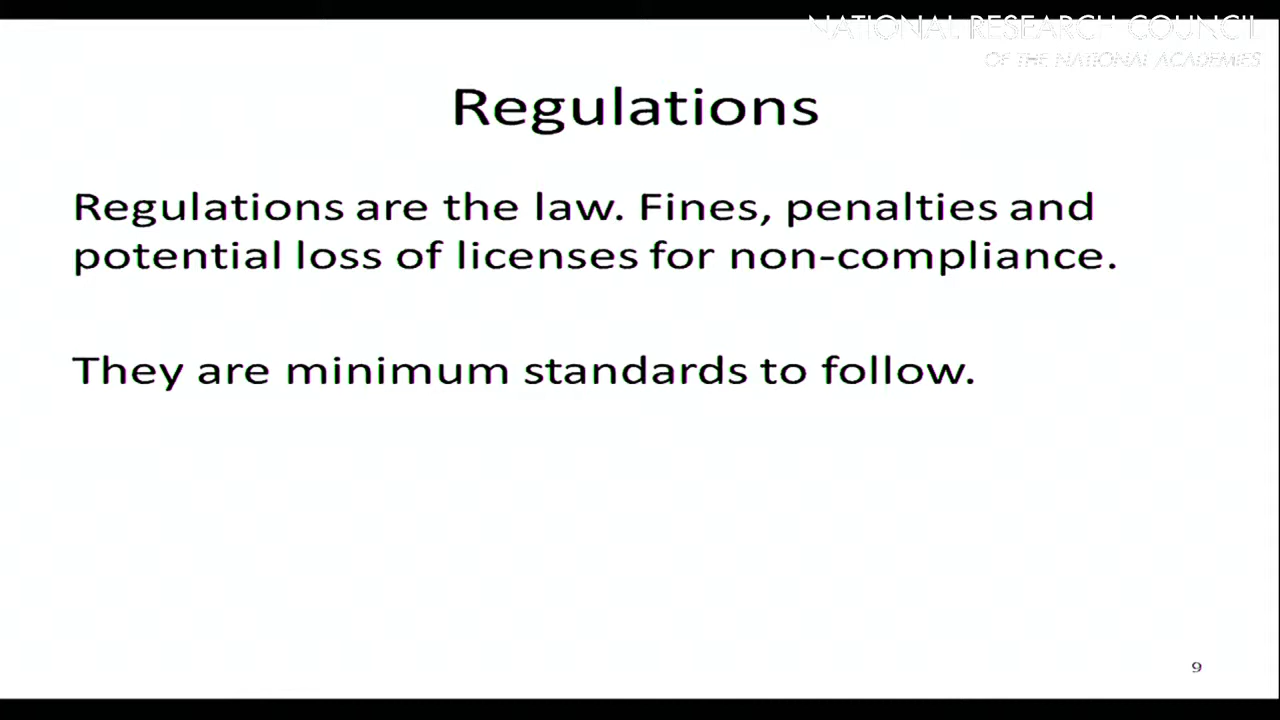 NATIONAL RESEARCH COUNCIL
OF THE NATIONAL ACADEMIES
Regulations
Regulations are the law. Fines, penalties and
potential loss of licenses for non-compliance.
They are minimum standards to follow.
9